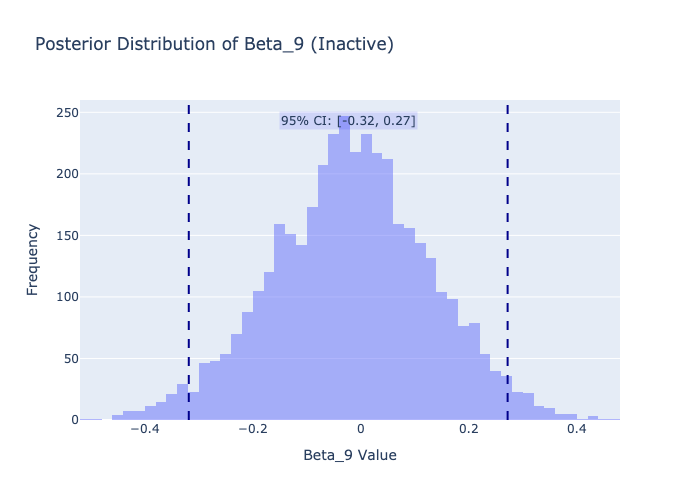 Posterior Distribution of Beta_9 (Inactive)
95% CI: [-0.32, 0.27]
250
200
150
100
50
0
Frequency
−0.4
−0.2
0
0.2
0.4
Beta_9 Value